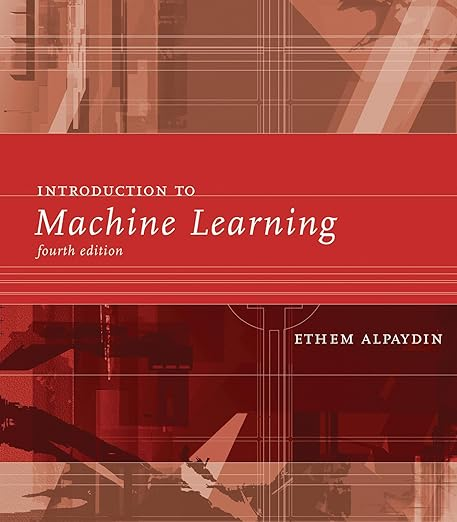 INTRODUCTION TO
Machine Learning
fourth edition
ETHEM ALPAYDIN